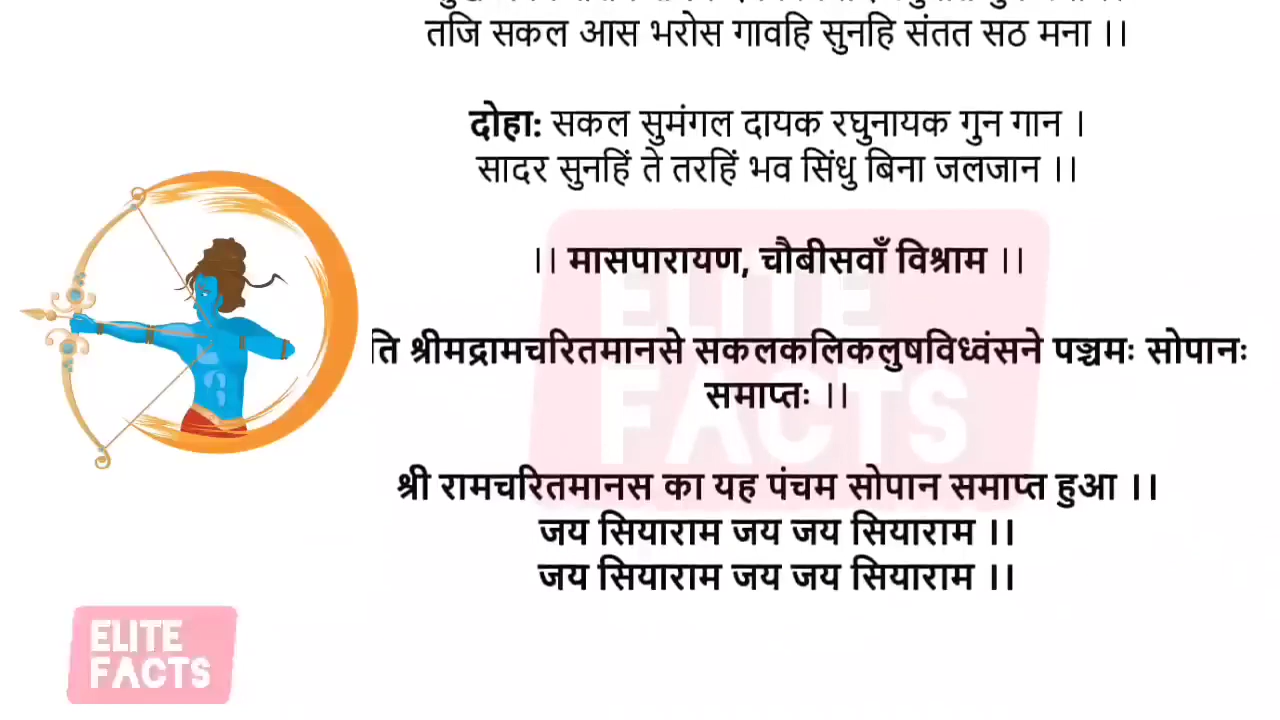 तजि सकल आस भरोस गावहि सुनहि संतत सठ मना ।।
दोहा: सकल सुमंगल दायक रघुनायक गुन गान ।
सादर सुनहिं ते तरहिं भव सिंधु बिना जलजान ।।
।। मासपारायण, चौबीसवाँ विश्राम ।।
ति श्रीमद्रामचरितमानसे सकलकलिकलुषविध्वंसने पञ्चमः सोपानः
समाप्तः ।।
श्री रामचरितमानस का यह पंचम सोपान समाप्त हुआ ।।
जय सियाराम जय जय सियाराम ।।
जय सियाराम जय जय सियाराम ।।
ELITE
FACTS
ELITE
FACTS